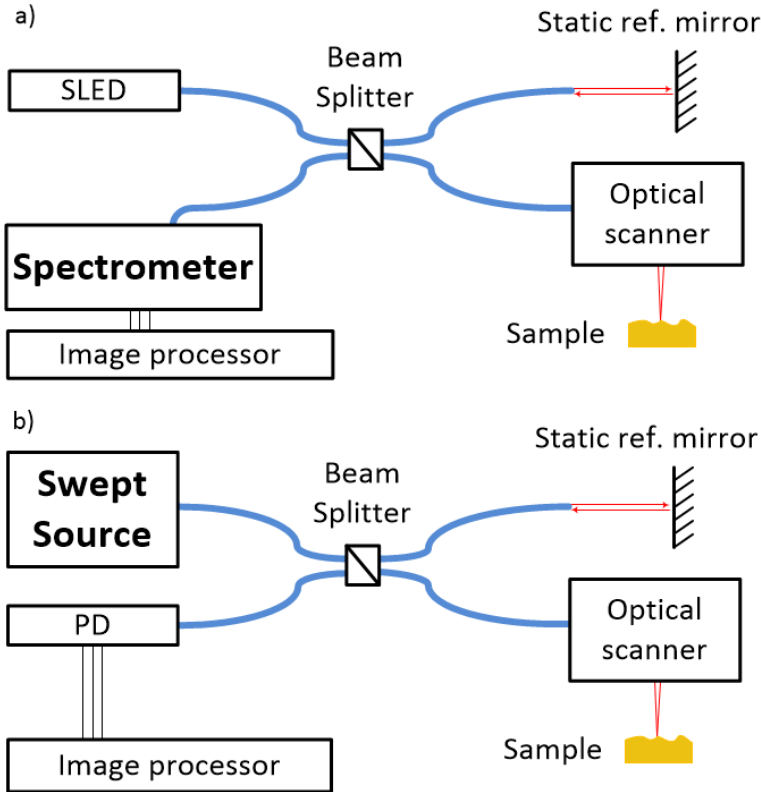 a)
Static ref. mirror
Beam
Splitter
SLED
Optical
scanner
Spectrometer
Sample
Image processor
b)
Static ref. mirror
Swept
Source
Beam
Splitter
PD
Optical
scanner
Sample
Image processor